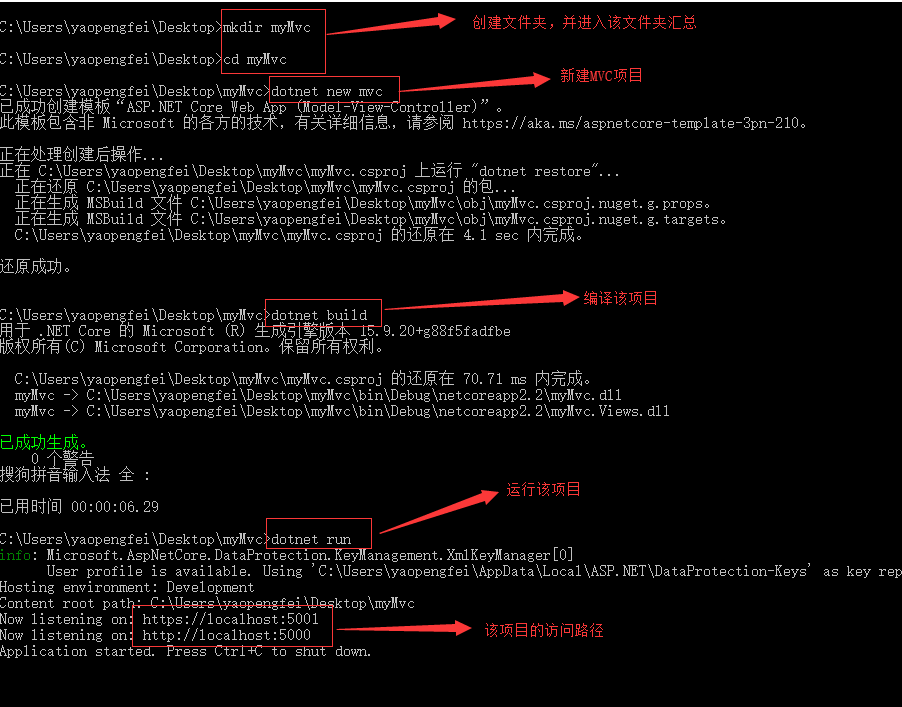 C:\Users\yaopengfei\Desktop>mkdir myMvc
创建文件夹，并进入该文件夹汇总
C:\Users\yaopengfei\Desktop>cd myMvc
新建MVC项目
C:\Users\yaopengfei\Desktop\myMvc>dotnet new mvc
已成功创建模板“ASP.NET Core Web App (Model-View-Controller)”。
此模板包含非 Microsoft 的各方的技术，有关详细信息，请参阅 https://aka.ms/aspnetcore-template-3pn-210。
正在处理创建后操作...
正在 C:\Users\yaopengfei\Desktop\myMvc\myMvc.csproj 上运行 "dotnet restore"...
正在还原 C:\Users\yaopengfei\Desktop\myMvc\myMvc.csproj 的包...
正在生成 MSBuild 文件 C:\Users\yaopengfei\Desktop\myMvc\obj\myMvc.csproj.nuget.g.props。
正在生成 MSBuild 文件 C:\Users\yaopengfei\Desktop\myMvc\obj\myMvc.csproj.nuget.g.targets。
C:\Users\yaopengfei\Desktop\myMvc\myMvc.csproj 的还原在 4.1 sec 内完成。
还原成功。
编译该项目
C:\Users\yaopengfei\Desktop\myMvc>dotnet build
用于 .NET Core 的 Microsoft (R) 生成引擎版本 15.9.20+g88f5fadfbe
版权所有(C) Microsoft Corporation。保留所有权利。
C:\Users\yaopengfei\Desktop\myMvc\myMvc.csproj 的还原在 70.71 ms 内完成。
myMvc -> C:\Users\yaopengfei\Desktop\myMvc\bin\Debug\netcoreapp2.2\myMvc.dll
myMvc -> C:\Users\yaopengfei\Desktop\myMvc\bin\Debug\netcoreapp2.2\myMvc.Views.dll
已成功生成。
0 个警告
搜狗拼音输入法 全 :
运行该项目
已用时间 00:00:06.29
C:\Users\yaopengfei\Desktop\myMvc>dotnet run
info: Microsoft.AspNetCore.DataProtection.KeyManagement.XmlKeyManager[0]
User profile is available. Using 'C:\Users\yaopengfei\AppData\Local\ASP.NET\DataProtection-Keys' as key rep
Hosting environment: Development
Content root path: C:\Users\yaopengfei\Desktop\myMvc
Now listening on: https://localhost:5001
Now listening on: http://localhost:5000
该项目的访问路径
Application started. Press Ctrl+C to shut down.